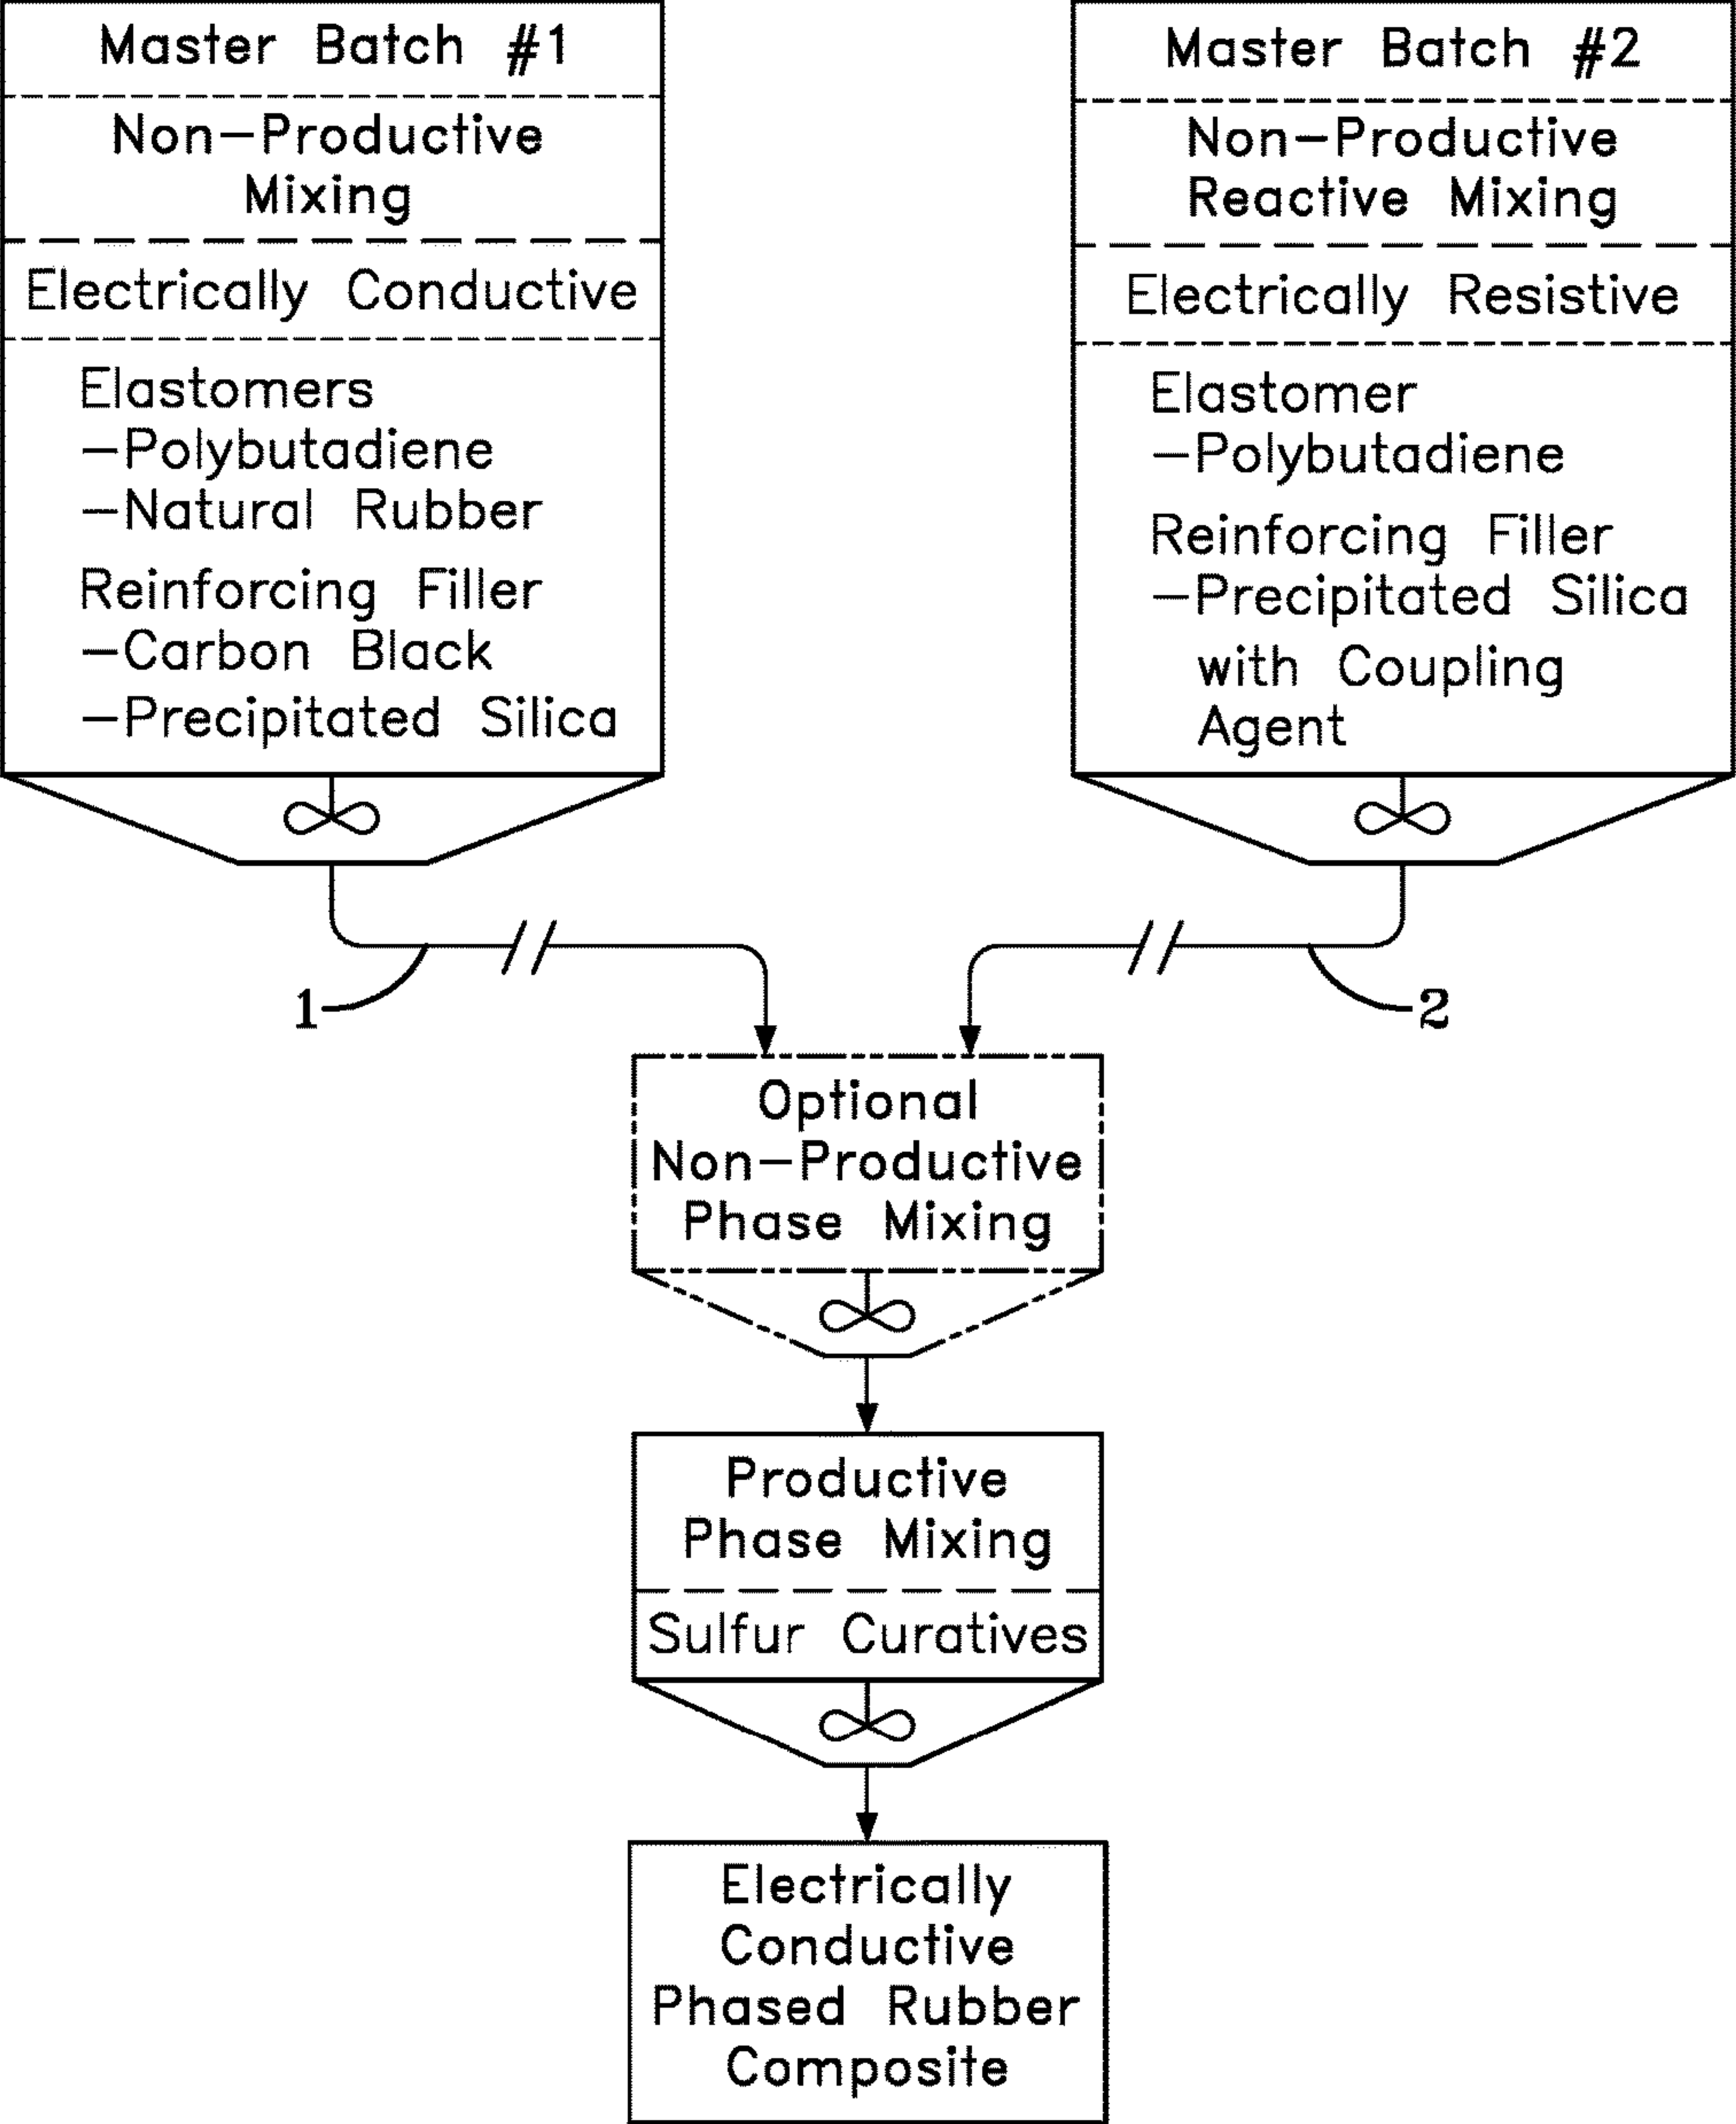 Master Batch #1
Non-Productive
Mixing
Electrically Conductive
Elastomers
-Polybutadiene
-Natural Rubber
Reinforcing Filler
-Carbon Black
-Precipitated Silica
Master Batch #2
Non-Productive
Reactive Mixing
Electrically Resistive
Elastomer
-Polybutadiene
Reinforcing Filler
-Precipitated Silica
with Coupling
Agent
1
2
Optional
Non-Productive
Phase Mixing
Productive
Phase Mixing
Sulfur Curatives
Electrically
Conductive
Phased Rubber
Composite